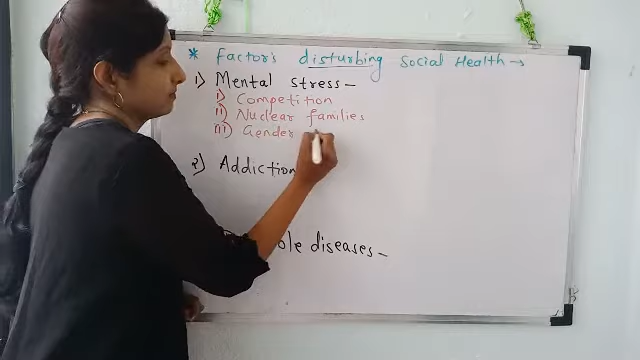 * Factors disturbing Social Health →
1) Mental stress -
i) Competition
ii) Nuclear families
iii) Gender
2) Addiction
diseases -